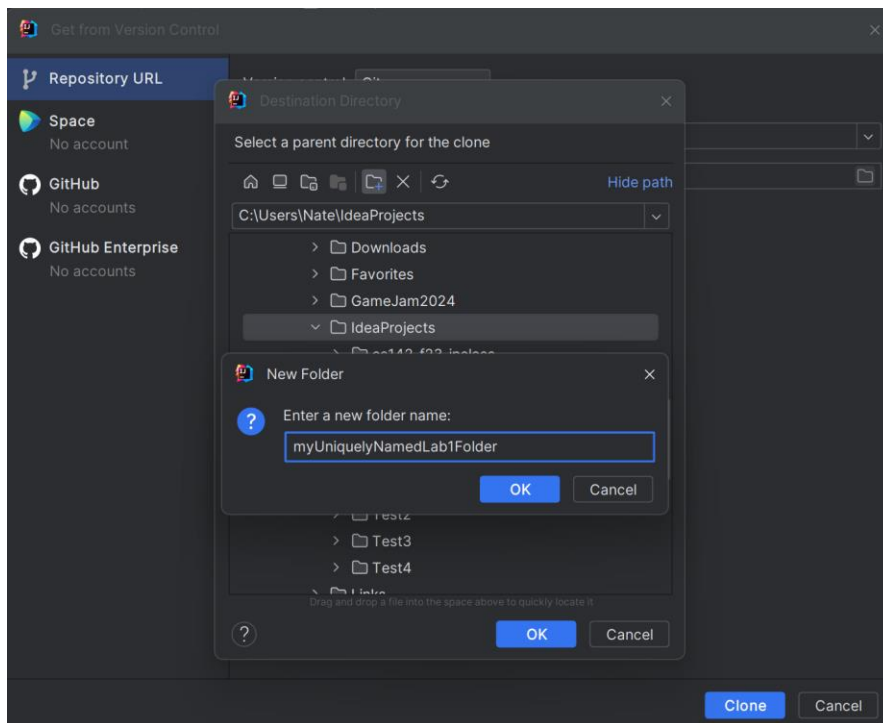 Get from Version Control
Repository URL
Space
No account
GitHub
No accounts
GitHub Enterprise
No accounts
Destination Directory
Select a parent directory for the clone
Hide path
C:\Users\Nate\IdeaProjects
Downloads
Favorites
GameJam2024
IdeaProjects
New Folder
Enter a new folder name:
myUniquelyNamedLab1Folder
OK Cancel
Test2
Test3
Test4
Links
Drag and drop a file into the space above to quickly locate it
? OK Cancel
Clone Cancel